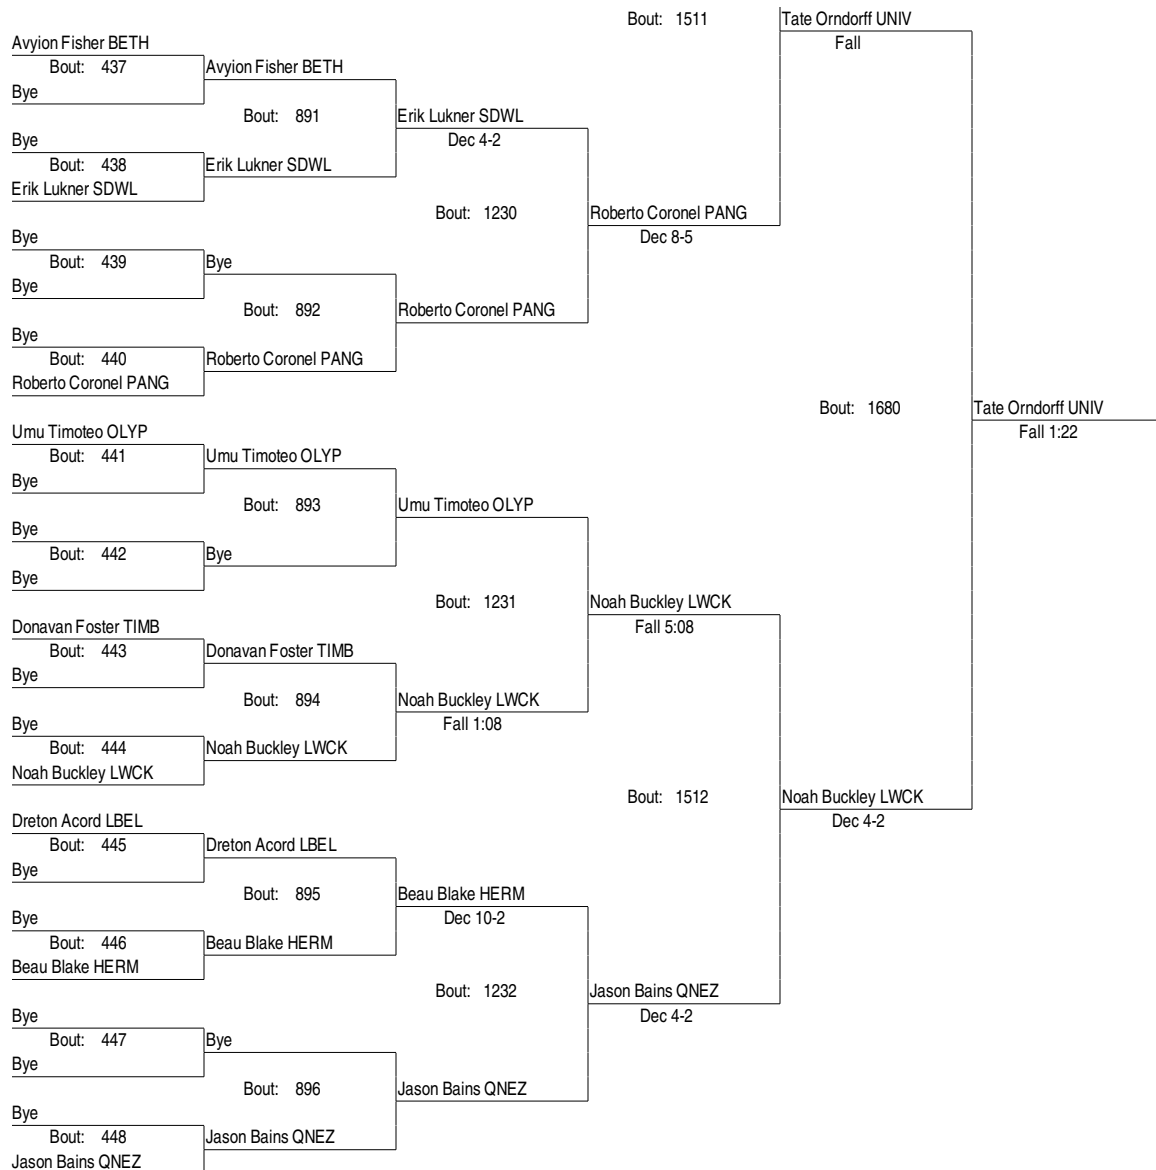 Bout: 1511 Tate Orndorff UNIV
Fall
Avyion Fisher BETH
Bout: 437 Avyion Fisher BETH
Bye
Bout: 891 Erik Lukner SDWL
Bye Dec 4-2
Bout: 438 Erik Lukner SDWL
Erik Lukner SDWL
Bout: 1230 Roberto Coronel PANG
Bye Dec 8-5
Bout: 439 Bye
Bye
Bout: 892 Roberto Coronel PANG
Bye
Bout: 440 Roberto Coronel PANG
Roberto Coronel PANG
Bout: 1680 Tate Orndorff UNIV
Umu Timoteo OLYP Fall 1:22
Bout: 441 Umu Timoteo OLYP
Bye
Bout: 893 Umu Timoteo OLYP
Bye
Bout: 442 Bye
Bye
Bout: 1231 Noah Buckley LWCK
Donavan Foster TIMB Fall 5:08
Bout: 443 Donavan Foster TIMB
Bye
Bout: 894 Noah Buckley LWCK
Bye Fall 1:08
Bout: 444 Noah Buckley LWCK
Noah Buckley LWCK
Bout: 1512 Noah Buckley LWCK
Dreton Acord LBEL Dec 4-2
Bout: 445 Dreton Acord LBEL
Bye
Bout: 895 Beau Blake HERM
Bye Dec 10-2
Bout: 446 Beau Blake HERM
Beau Blake HERM
Bout: 1232 Jason Bains QNEZ
Bye Dec 4-2
Bout: 447 Bye
Bye
Bout: 896 Jason Bains QNEZ
Bye
Bout: 448 Jason Bains QNEZ
Jason Bains QNEZ